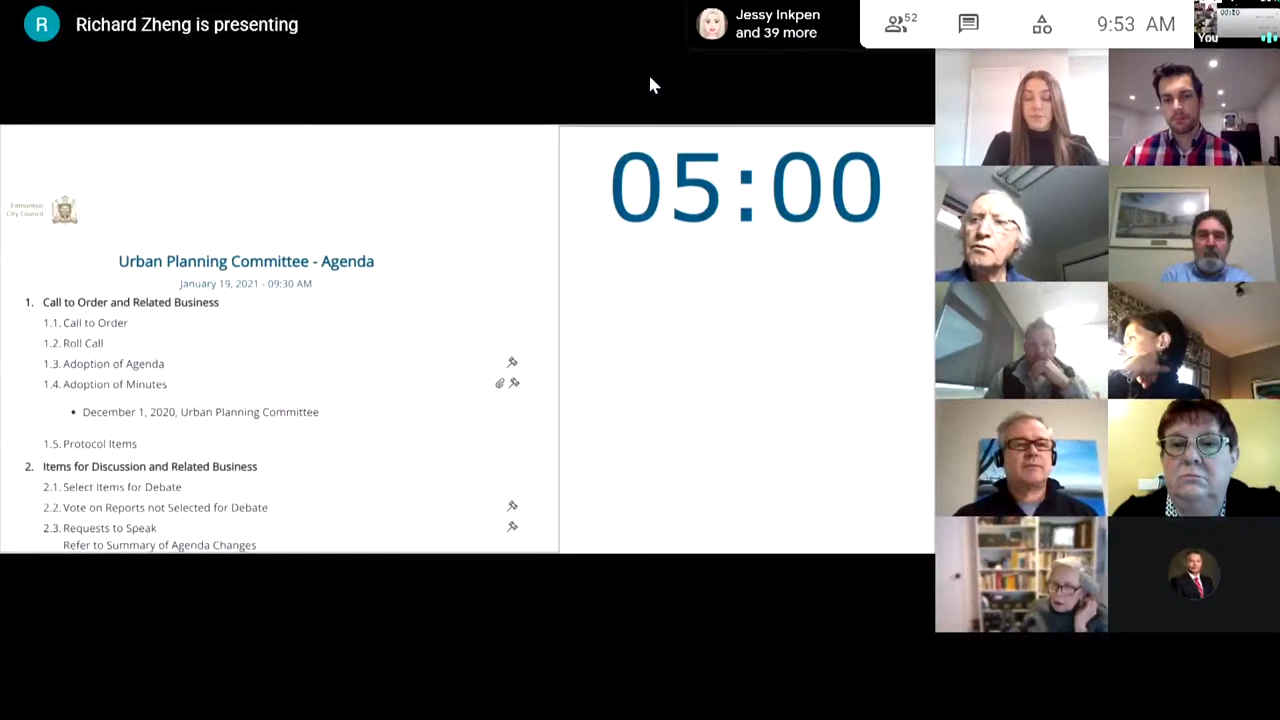 R
Richard Zheng is presenting
Jessy Inkpen
and 39 more
52
9:53 AM
You
05:00
Edmonton
City Council
Urban Planning Committee - Agenda
January 19, 2021 - 09:30 AM
1. Call to Order and Related Business
1.1. Call to Order
1.2. Roll Call
1.3. Adoption of Agenda
1.4. Adoption of Minutes
• December 1, 2020, Urban Planning Committee
1.5. Protocol Items
2. Items for Discussion and Related Business
2.1. Select Items for Debate
2.2. Vote on Reports not Selected for Debate
2.3. Requests to Speak
Refer to Summary of Agenda Changes